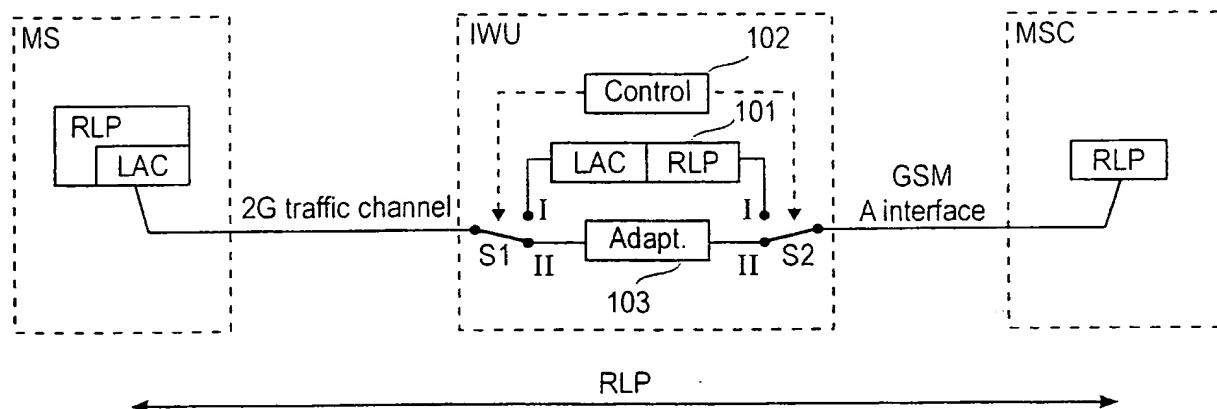 MS
IWU
MSC
102
Control
101
RLP
LAC
LAC
RLP
RLP
2G traffic channel
I
I
GSM
A interface
S1
II
Adapt.
II
S2
103
RLP